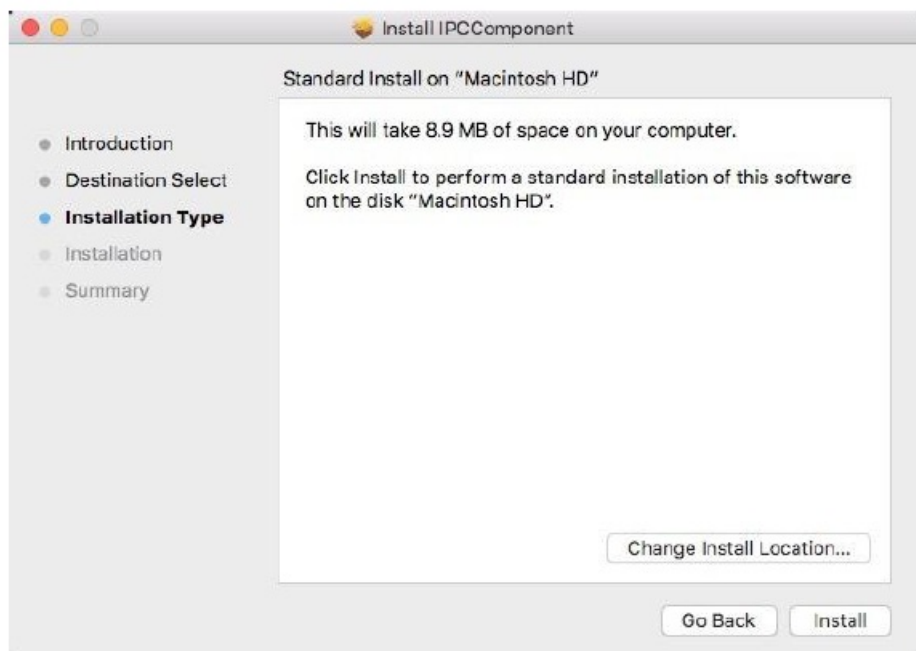 Install IPCComponent
Standard Install on "Macintosh HD"
Introduction
Destination Select
Installation Type
Installation
Summary
This will take 8.9 MB of space on your computer.
Click Install to perform a standard installation of this software
on the disk "Macintosh HD".
Change Install Location...
Go Back
Install